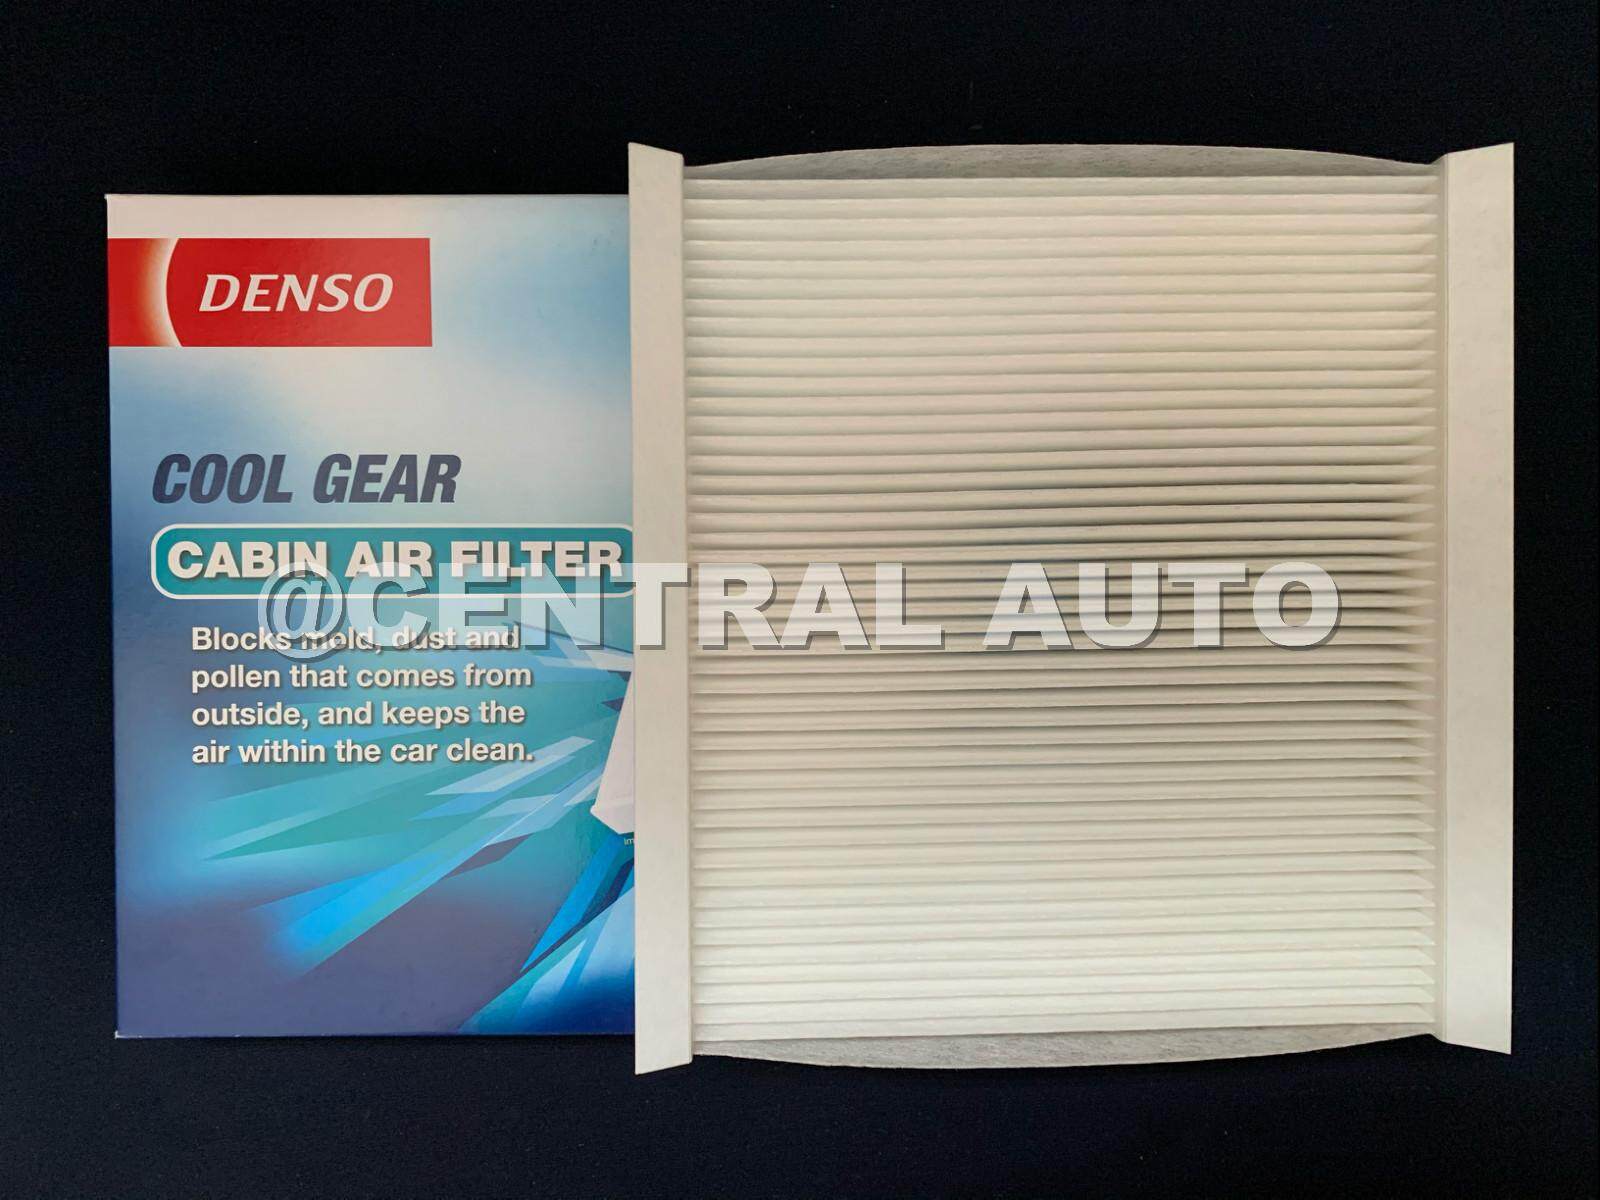 DENSO
COOL GEAR
CABIN AIR FILTER
@CENTRAL AUTO
Blocks mold, dust and
pollen that comes from
outside, and keeps the
air within the car clean.